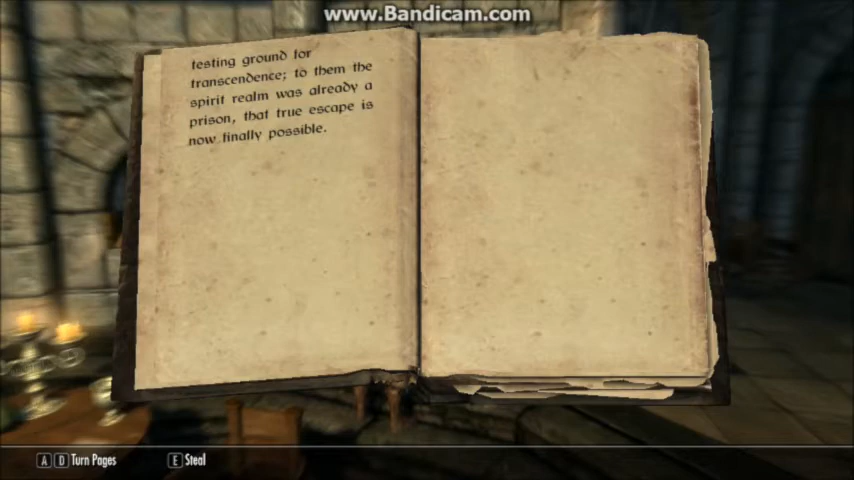 www.Bandicam.com
testing ground for
transcendence; to them the
spirit realm was already a
prison, that true escape is
now finally possible.
A D Turn Pages
E Steal